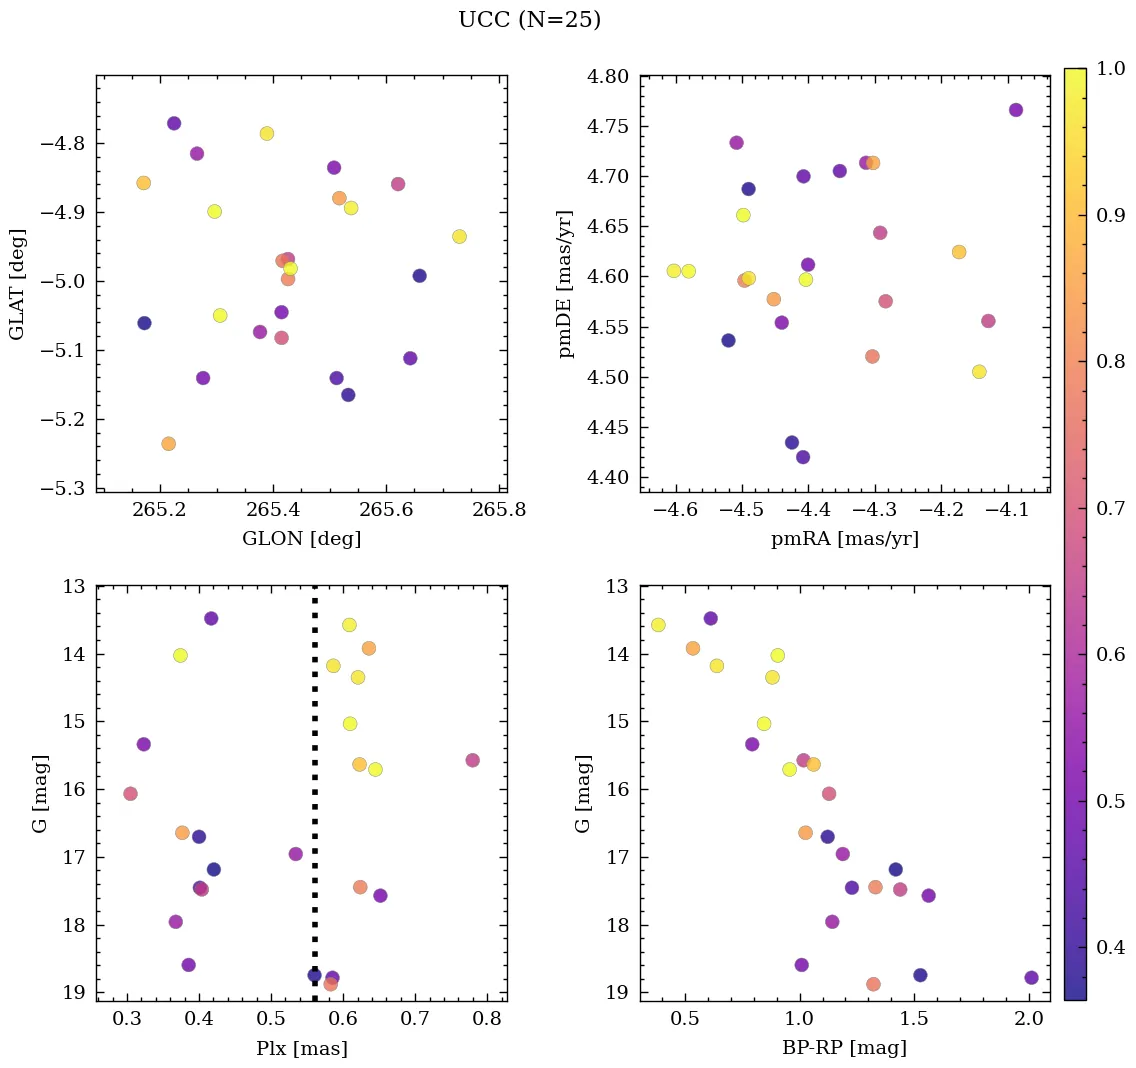 UCC (N=25)
−4.8
−4.9
−5.0
−5.1
−5.2
−5.3
GLAT [deg]
265.2 265.4 265.6 265.8
GLON [deg]
4.80
4.75
4.70
4.65
4.60
4.55
4.50
4.45
4.40
pmDE [mas/yr]
−4.6 −4.5 −4.4 −4.3 −4.2 −4.1
pmRA [mas/yr]
13
14
15
16
17
18
19
G [mag]
0.3 0.4 0.5 0.6 0.7 0.8
Plx [mas]
13
14
15
16
17
18
19
G [mag]
0.5 1.0 1.5 2.0
BP-RP [mag]
1.0
0.9
0.8
0.7
0.6
0.5
0.4